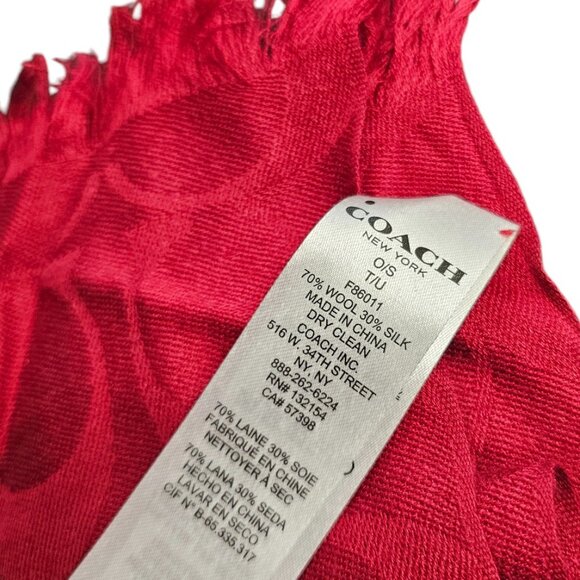 COACH
NEW YORK
O/S
T/U
F86011
70% WOOL 30% SILK
MADE IN CHINA
DRY CLEAN
COACH INC.
516 W. 34TH STREET
NY, NY
888-262-6224
RN# 132154
CA# 57398
70% LAINE 30% SOIE
FABRIQUÉ EN CHINE
NETTOYER À SEC
70% LANA 30% SEDA
HECHO EN CHINA
LAVAR EN SECO
CIF N° B-65.335.317